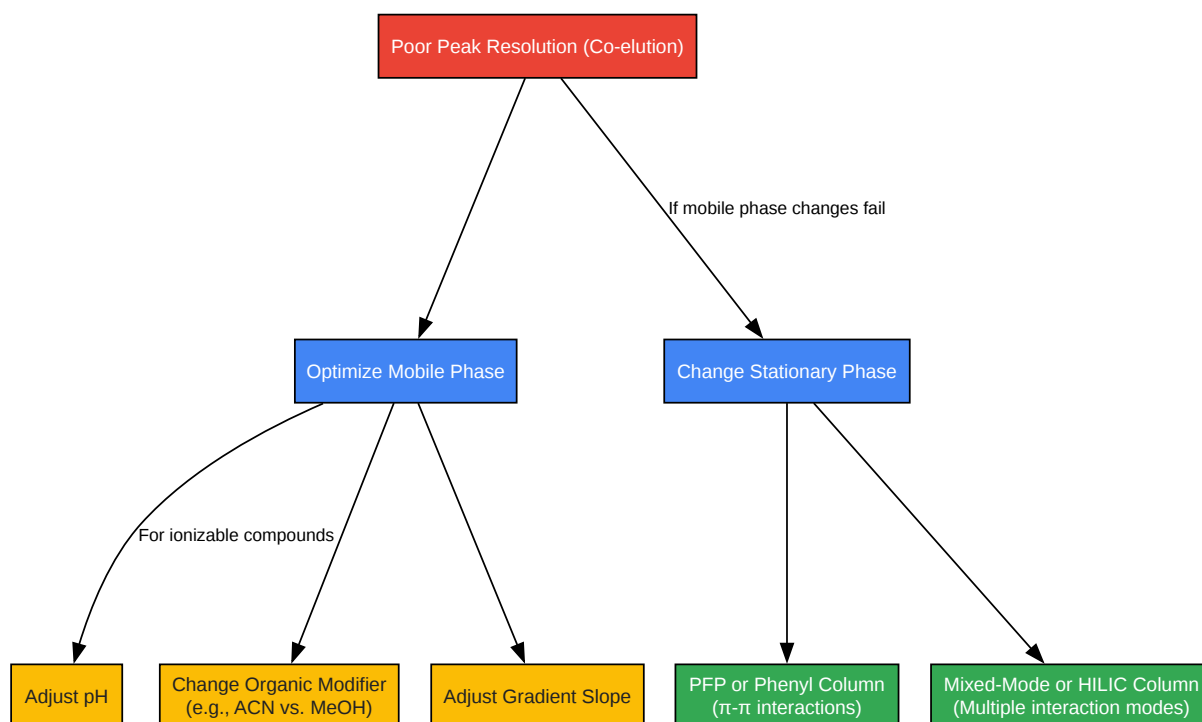 Poor Peak Resolution (Co-elution)
If mobile phase changes fail
Optimize Mobile Phase
Change Stationary Phase
For ionizable compounds
Adjust pH
Change Organic Modifier
(e.g., ACN vs. MeOH)
Adjust Gradient Slope
PFP or Phenyl Column
(π-π interactions)
Mixed-Mode or HILIC Column
(Multiple interaction modes)